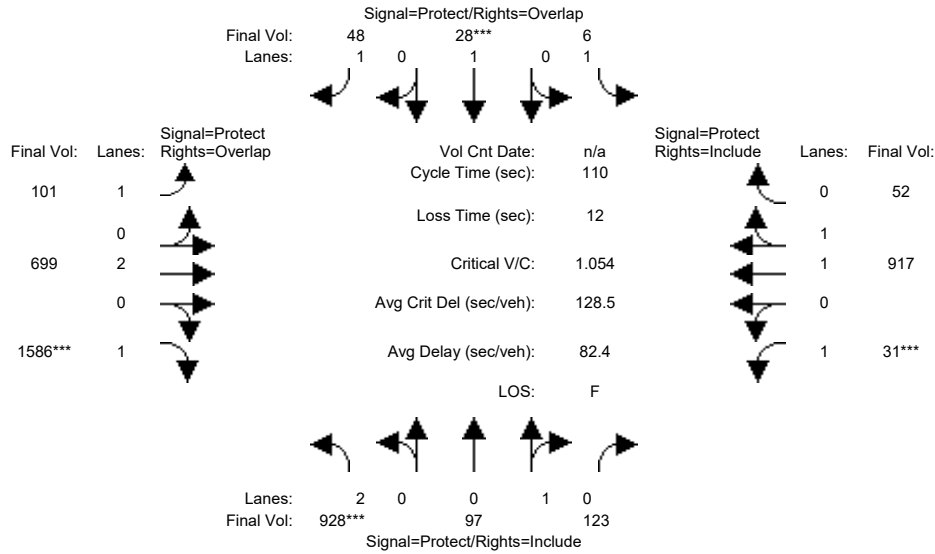 Signal=Protect/Rights=Overlap
Final Vol: 48 28*** 6
Lanes: 1 0 1 0 1
Signal=Protect
Final Vol: Lanes: Rights=Overlap
Vol Cnt Date: n/a
Signal=Protect
Rights=Include Lanes: Final Vol:
Cycle Time (sec): 110
101 1
0 52
Loss Time (sec): 12
0
1
699 2
Critical V/C: 1.054
1 917
0
Avg Crit Del (sec/veh): 128.5
0
1586*** 1
Avg Delay (sec/veh): 82.4
1 31***
LOS: F
Lanes: 2 0 0 1 0
Final Vol: 928*** 97 123
Signal=Protect/Rights=Include